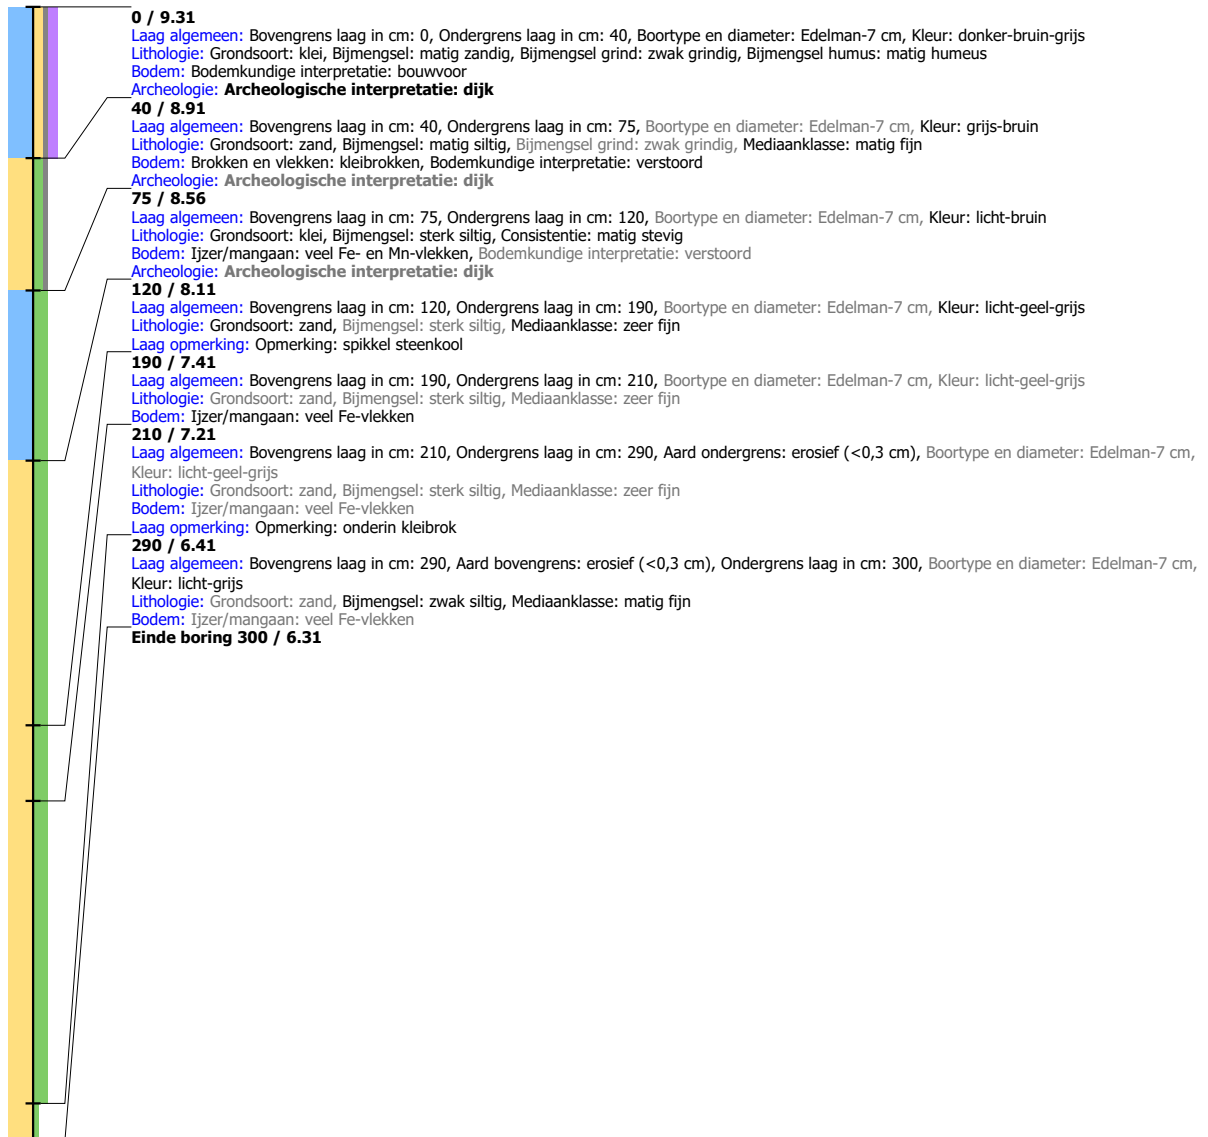 0 / 9.31
Laag algemeen: Bovengrens laag in cm: 0, Ondergrens laag in cm: 40, Boortype en diameter: Edelman-7 cm, Kleur: donker-bruin-grijs
Lithologie: Grondsoort: klei, Bijmengsel: matig zandig, Bijmengsel grind: zwak grindig, Bijmengsel humus: matig humeus
Bodem: Bodemkundige interpretatie: bouwvoor
Archeologie: Archeologische interpretatie: dijk
40 / 8.91
Laag algemeen: Bovengrens laag in cm: 40, Ondergrens laag in cm: 75, Boortype en diameter: Edelman-7 cm, Kleur: grijs-bruin
Lithologie: Grondsoort: zand, Bijmengsel: matig siltig, Bijmengsel grind: zwak grindig, Mediaanklasse: matig fijn
Bodem: Brokken en vlekken: kleibrokken, Bodemkundige interpretatie: verstoord
Archeologie: Archeologische interpretatie: dijk
75 / 8.56
Laag algemeen: Bovengrens laag in cm: 75, Ondergrens laag in cm: 120, Boortype en diameter: Edelman-7 cm, Kleur: licht-bruin
Lithologie: Grondsoort: klei, Bijmengsel: sterk siltig, Consistentie: matig stevig
Bodem: Ijzer/mangaan: veel Fe- en Mn-vlekken, Bodemkundige interpretatie: verstoord
Archeologie: Archeologische interpretatie: dijk
120 / 8.11
Laag algemeen: Bovengrens laag in cm: 120, Ondergrens laag in cm: 190, Boortype en diameter: Edelman-7 cm, Kleur: licht-geel-grijs
Lithologie: Grondsoort: zand, Bijmengsel: sterk siltig, Mediaanklasse: zeer fijn
Laag opmerking: Opmerking: spikkel steenkool
190 / 7.41
Laag algemeen: Bovengrens laag in cm: 190, Ondergrens laag in cm: 210, Boortype en diameter: Edelman-7 cm, Kleur: licht-geel-grijs
Lithologie: Grondsoort: zand, Bijmengsel: sterk siltig, Mediaanklasse: zeer fijn
Bodem: Ijzer/mangaan: veel Fe-vlekken
210 / 7.21
Laag algemeen: Bovengrens laag in cm: 210, Ondergrens laag in cm: 290, Aard ondergrens: erosief (<0,3 cm), Boortype en diameter: Edelman-7 cm,
Kleur: licht-geel-grijs
Lithologie: Grondsoort: zand, Bijmengsel: sterk siltig, Mediaanklasse: zeer fijn
Bodem: Ijzer/mangaan: veel Fe-vlekken
Laag opmerking: Opmerking: onderin kleibrok
290 / 6.41
Laag algemeen: Bovengrens laag in cm: 290, Aard bovengrens: erosief (<0,3 cm), Ondergrens laag in cm: 300, Boortype en diameter: Edelman-7 cm,
Kleur: licht-grijs
Lithologie: Grondsoort: zand, Bijmengsel: zwak siltig, Mediaanklasse: matig fijn
Bodem: Ijzer/mangaan: veel Fe-vlekken
Einde boring 300 / 6.31